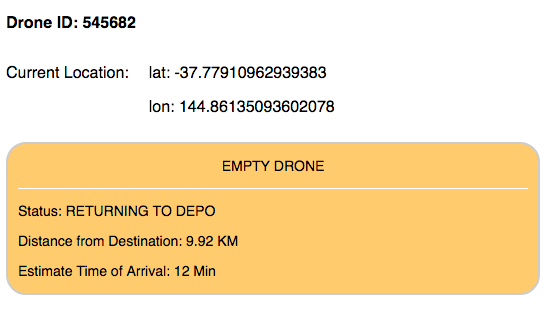 Drone ID: 545682
Current Location: lat: -37.77910962939383
lon: 144.86135093602078
EMPTY DRONE
Status: RETURNING TO DEPO
Distance from Destination: 9.92 KM
Estimate Time of Arrival: 12 Min